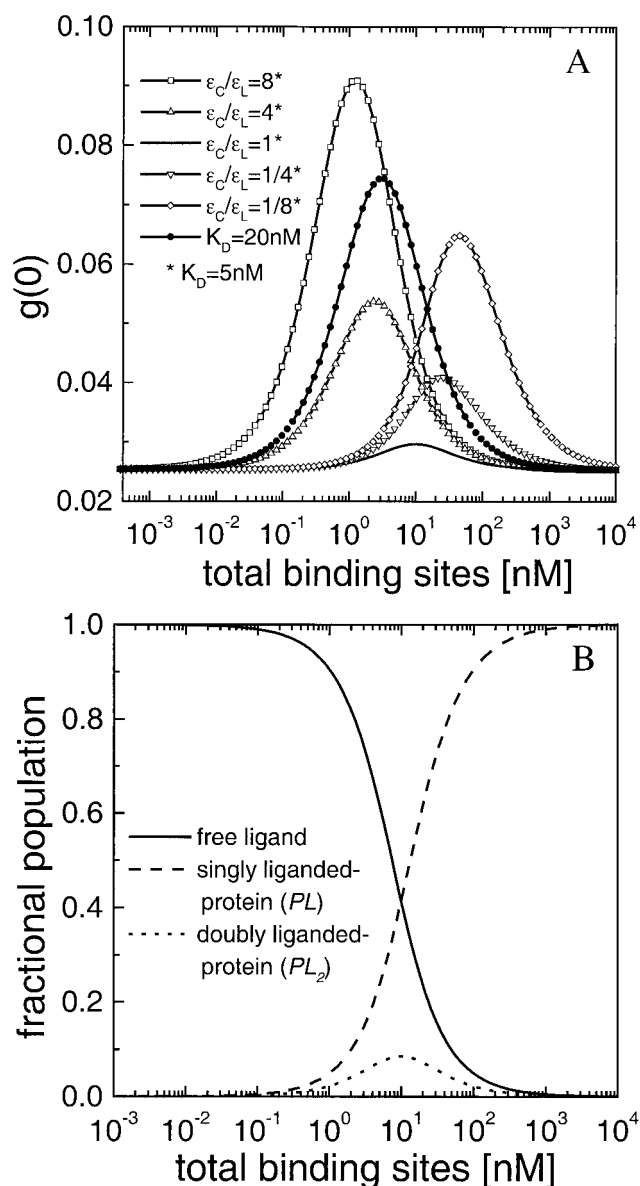 A
0.10
0.08
0.06
0.04
0.02
g(0)
ε_C/ε_L=8*
ε_C/ε_L=4*
ε_C/ε_L=1*
ε_C/ε_L=1/4*
ε_C/ε_L=1/8*
K_D=20nM
* K_D=5nM
10^-3 10^-2 10^-1 10^0 10^1 10^2 10^3 10^4
total binding sites [nM]
B
1.0
0.8
0.6
0.4
0.2
0.0
fractional population
free ligand
singly liganded-
protein (PL)
doubly liganded-
protein (PL_2)
10^-3 10^-2 10^-1 10^0 10^1 10^2 10^3 10^4
total binding sites [nM]